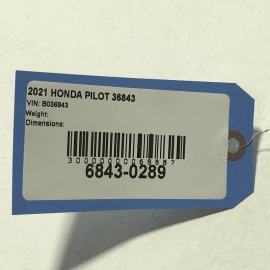 2021 HONDA PILOT 36843
VIN: B036843
Weight:
Dimensions:
6843-0289